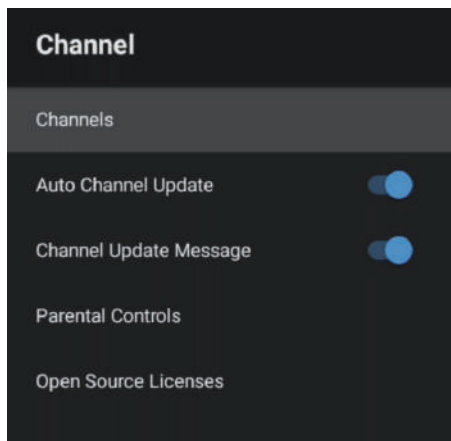 Channel
Channels
Auto Channel Update
Channel Update Message
Parental Controls
Open Source Licenses